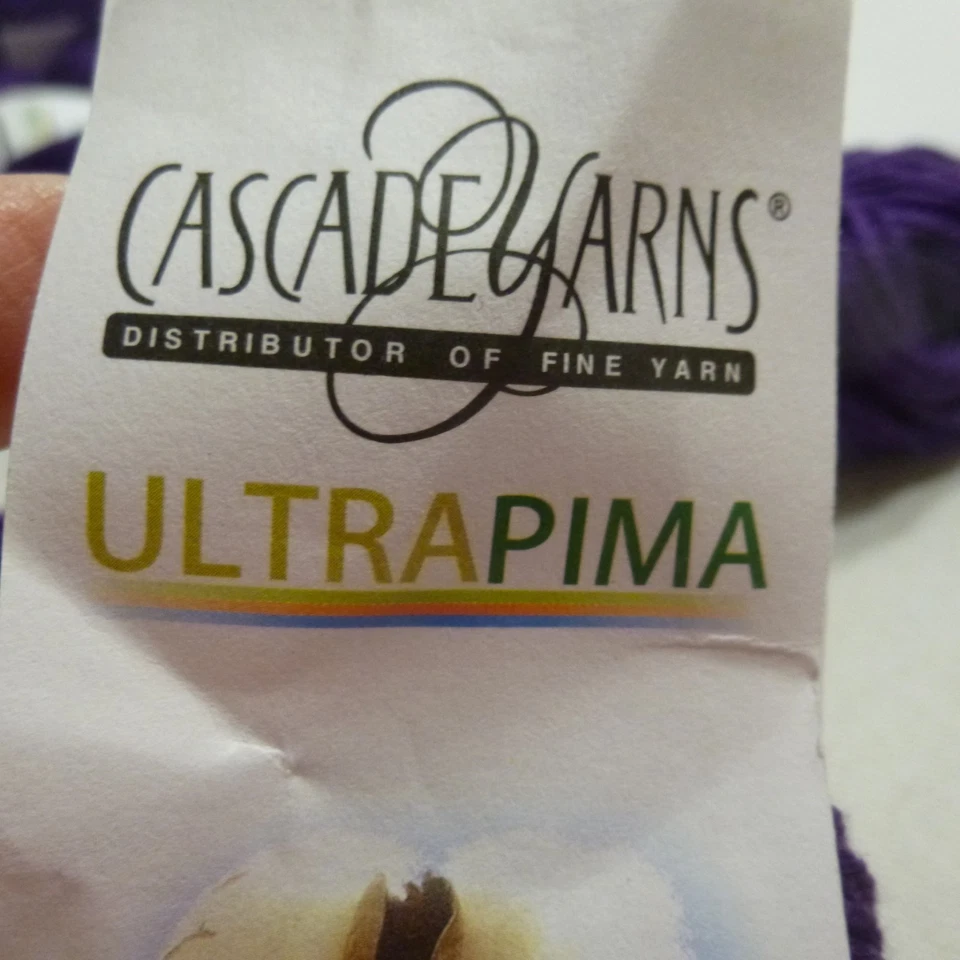 CASCADE YARNS®
DISTRIBUTOR OF FINE YARN
ULTRAPIMA